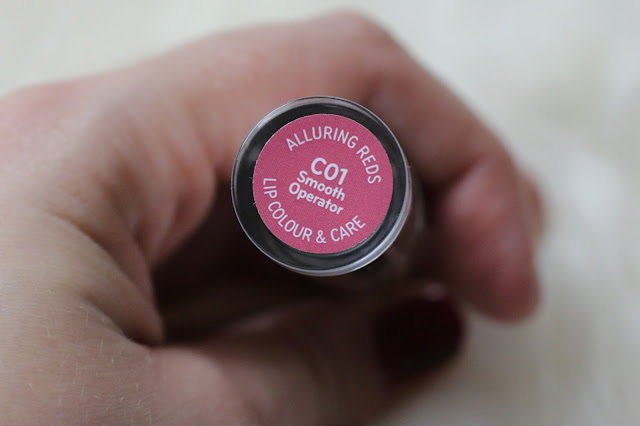 ALLURING REDS
C01
Smooth
Operator
LIP COLOUR & CARE